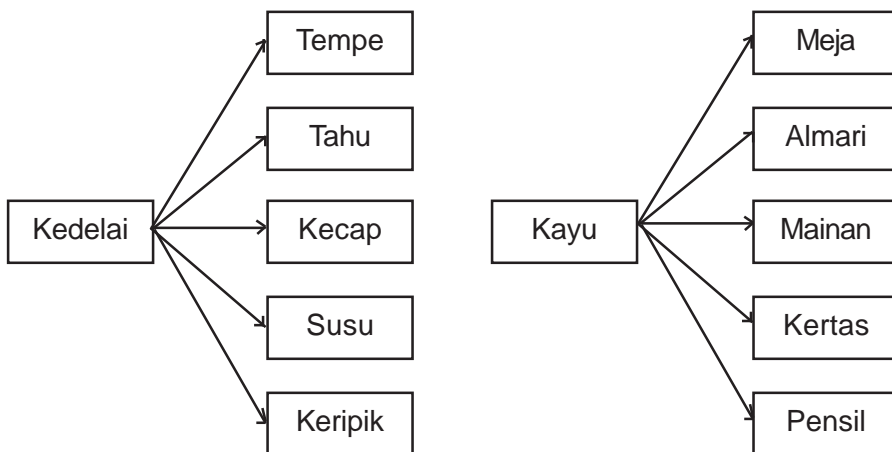 Kedelai
Tempe
Tahu
Kecap
Susu
Keripik
Kayu
Meja
Almari
Mainan
Kertas
Pensil